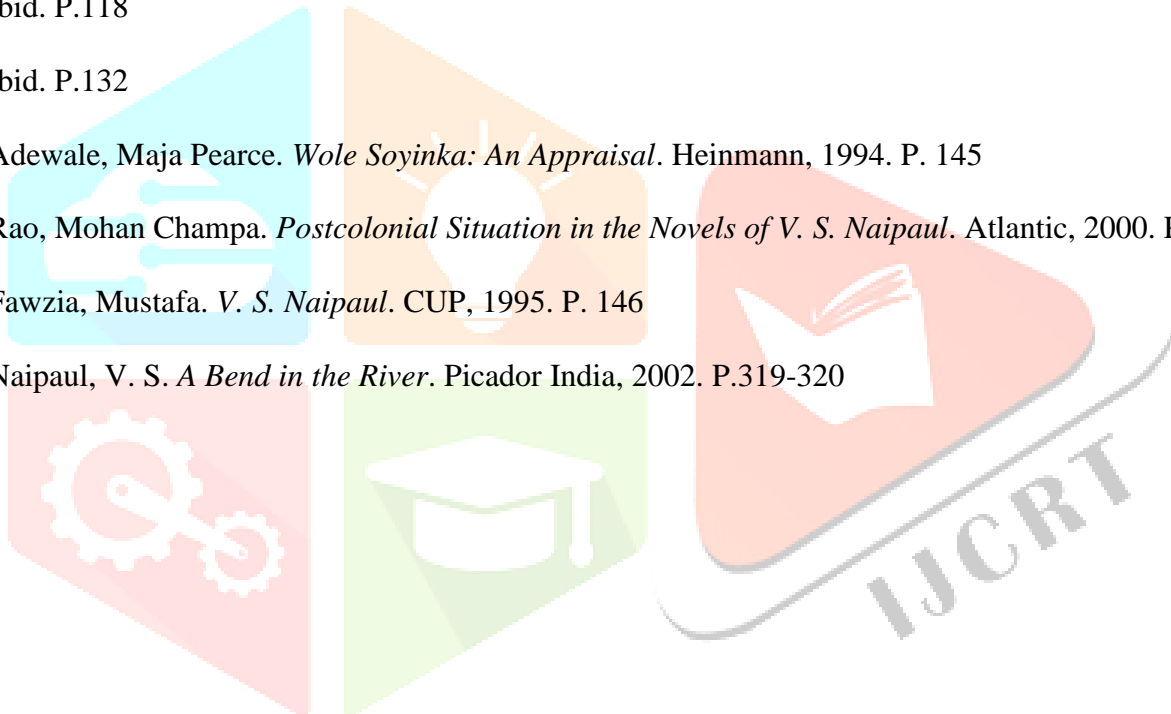 bid. P.118
bid. P.132
Adewale, Maja Pearce. Wole Soyinka: An Appraisal. Heinmann, 1994. P. 145
Rao, Mohan Champa. Postcolonial Situation in the Novels of V. S. Naipaul. Atlantic, 2000. P
Fawzia, Mustafa. V. S. Naipaul. CUP, 1995. P. 146
Naipaul, V. S. A Bend in the River. Picador India, 2002. P.319-320
IJCRT